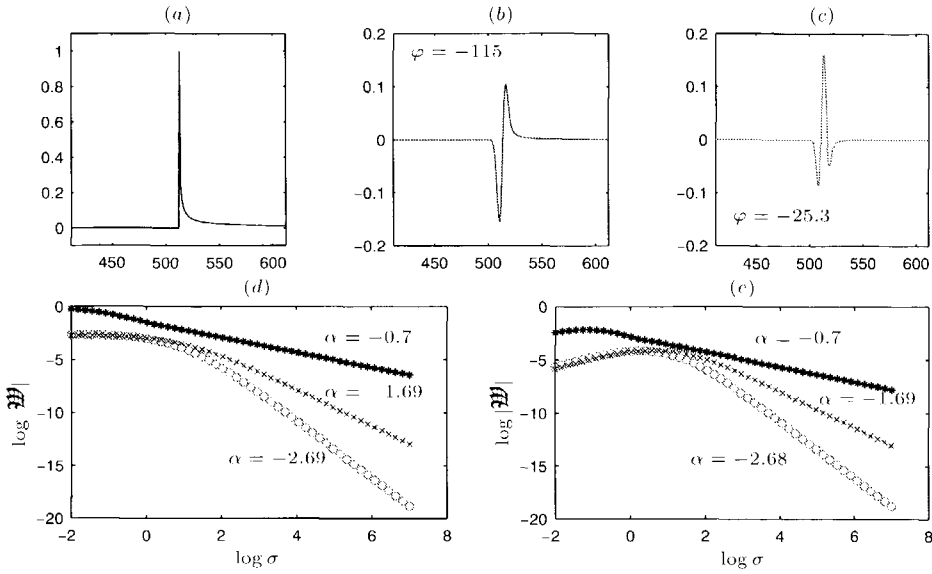 (a)
(b)
(c)
1
0.8
0.6
0.4
0.2
0
450 500 550 600
0.2
0.1
0
−0.1
−0.2
φ = −115
450 500 550 600
0.2
0.1
0
−0.1
−0.2
φ = −25.3
450 500 550 600
(d)
(e)
0
−5
−10
−15
−20
log |𝔚|
α = −0.7
α = 1.69
α = −2.69
−2 0 2 4 6 8
log σ
0
−5
−10
−15
−20
log |𝔚|
α = −0.7
α = −1.69
α = −2.68
−2 0 2 4 6 8
log σ